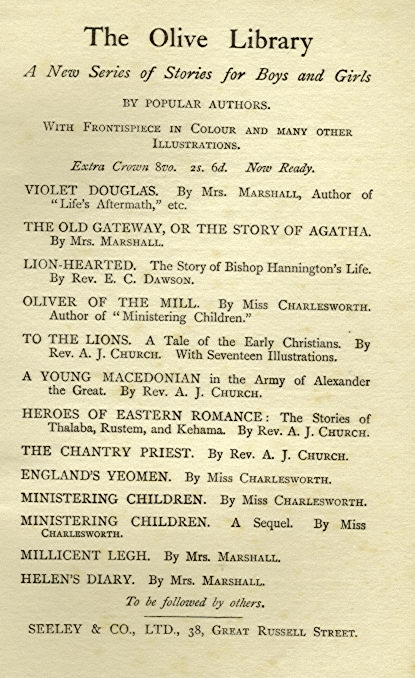 The Olive Library
A New Series of Stories for Boys and Girls
BY POPULAR AUTHORS.
WITH FRONTISPIECE IN COLOUR AND MANY OTHER
ILLUSTRATIONS.
Extra Crown 8vo. 2s. 6d. Now Ready.
VIOLET DOUGLAS. By MRS. MARSHALL, Author of
"Life's Aftermath," etc.
THE OLD GATEWAY, OR THE STORY OF AGATHA.
By MRS. MARSHALL.
LION-HEARTED. The Story of Bishop Hannington's Life.
By REV. E. C. DAWSON.
OLIVER OF THE MILL. By MISS CHARLESWORTH.
Author of "Ministering Children."
TO THE LIONS. A Tale of the Early Christians. By
REV. A. J. CHURCH. With Seventeen Illustrations.
A YOUNG MACEDONIAN in the Army of Alexander
the Great. By REV. A. J. CHURCH.
HEROES OF EASTERN ROMANCE: The Stories of
Thalaba, Rustem, and Kehama. By REV. A. J. CHURCH.
THE CHANTRY PRIEST. By REV. A. J. CHURCH.
ENGLAND'S YEOMEN. By MISS CHARLESWORTH.
MINISTERING CHILDREN. By MISS CHARLESWORTH.
MINISTERING CHILDREN. A Sequel. By MISS
CHARLESWORTH.
MILLICENT LEGH. By MRS. MARSHALL.
HELEN'S DIARY. By MRS. MARSHALL.
To be followed by others.
SEELEY & CO., LTD., 38, GREAT RUSSELL STREET.